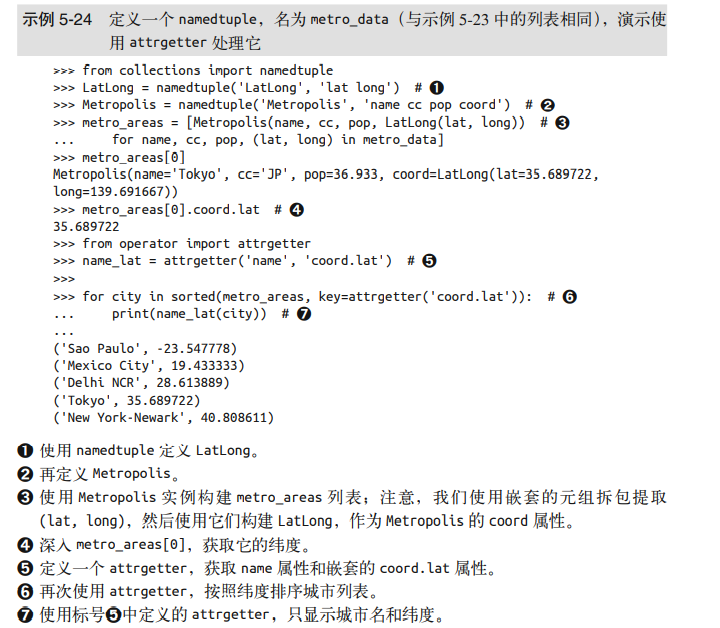 示例 5-24 定义一个 namedtuple，名为 metro_data（与示例 5-23 中的列表相同），演示使
用 attrgetter 处理它
>>> from collections import namedtuple
>>> LatLong = namedtuple('LatLong', 'lat long')  # ❶
>>> Metropolis = namedtuple('Metropolis', 'name cc pop coord')  # ❷
>>> metro_areas = [Metropolis(name, cc, pop, LatLong(lat, long))  # ❸
...     for name, cc, pop, (lat, long) in metro_data]
>>> metro_areas[0]
Metropolis(name='Tokyo', cc='JP', pop=36.933, coord=LatLong(lat=35.689722,
long=139.691667))
>>> metro_areas[0].coord.lat  # ❹
35.689722
>>> from operator import attrgetter
>>> name_lat = attrgetter('name', 'coord.lat')  # ❺
>>>
>>> for city in sorted(metro_areas, key=attrgetter('coord.lat')):  # ❻
...     print(name_lat(city))  # ❼
...
('Sao Paulo', -23.547778)
('Mexico City', 19.433333)
('Delhi NCR', 28.613889)
('Tokyo', 35.689722)
('New York-Newark', 40.808611)
❶ 使用 namedtuple 定义 LatLong。
❷ 再定义 Metropolis。
❸ 使用 Metropolis 实例构建 metro_areas 列表；注意，我们使用嵌套的元组拆包提取
(lat, long)，然后使用它们构建 LatLong，作为 Metropolis 的 coord 属性。
❹ 深入 metro_areas[0]，获取它的纬度。
❺ 定义一个 attrgetter，获取 name 属性和嵌套的 coord.lat 属性。
❻ 再次使用 attrgetter，按照纬度排序城市列表。
❼ 使用标号❺中定义的 attrgetter，只显示城市名和纬度。